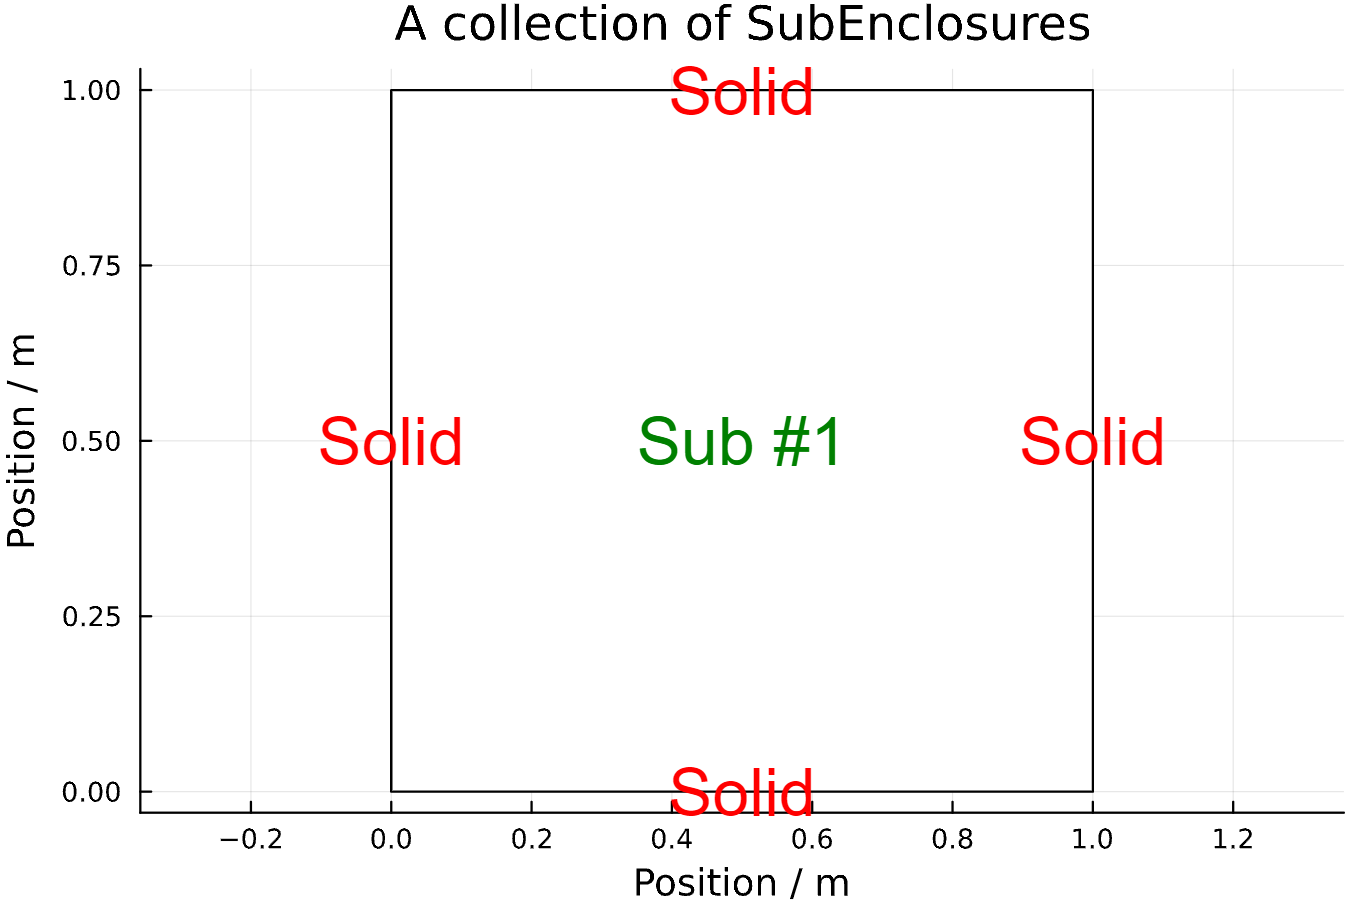 A collection of SubEnclosures
1.00
Solid
0.75
Position / m
0.50
Solid
Sub #1
Solid
0.25
0.00
Solid
−0.2 0.0 0.2 0.4 0.6 0.8 1.0 1.2
Position / m